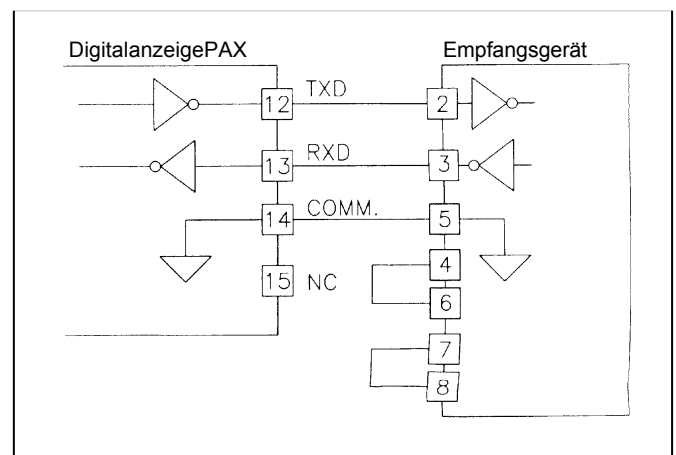 DigitalanzeigePAX Empfangsgerät
12 TXD 2
13 RXD 3
14 COMM. 5
4
15 NC
6
7
8